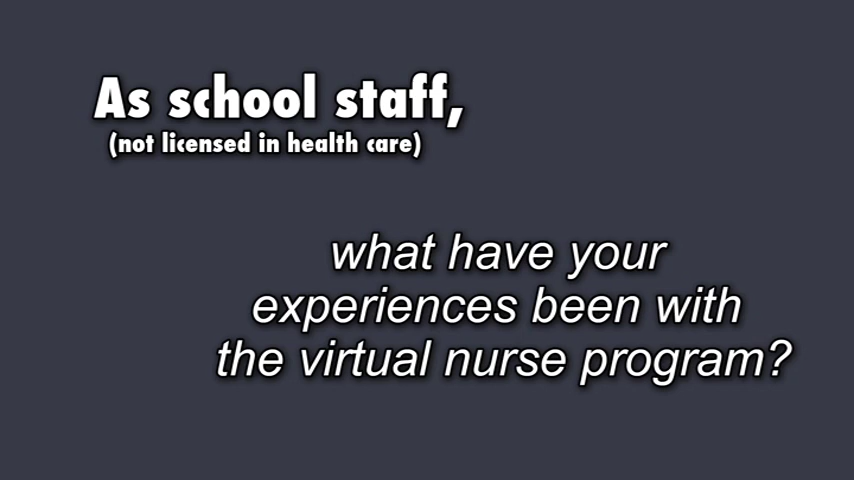 As school staff,
(not licensed in health care)
what have your
experiences been with
the virtual nurse program?